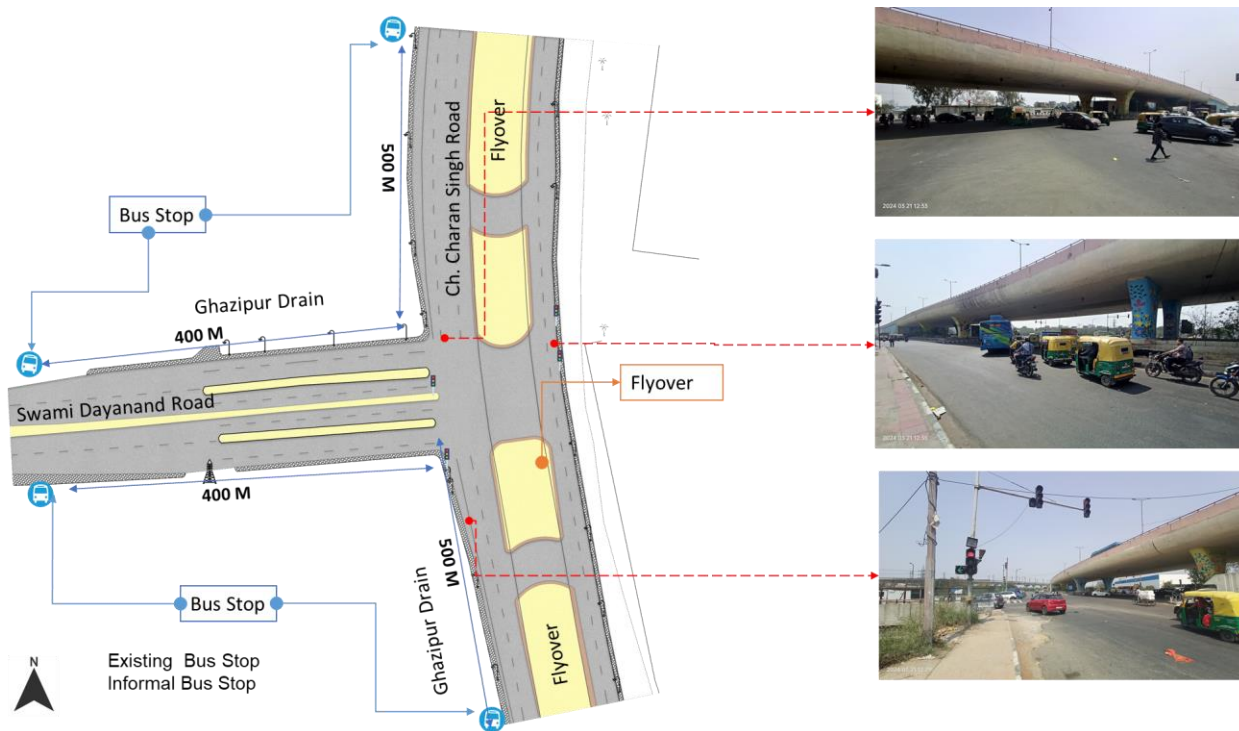 Ch. Charan Singh Road
Flyover
500 M
Bus Stop
Ghazipur Drain
400 M
Swami Dayanand Road
Flyover
400 M
500 M
Ghazipur Drain
Bus Stop
Flyover
N
Existing Bus Stop
Informal Bus Stop
2024 03 21 12:53